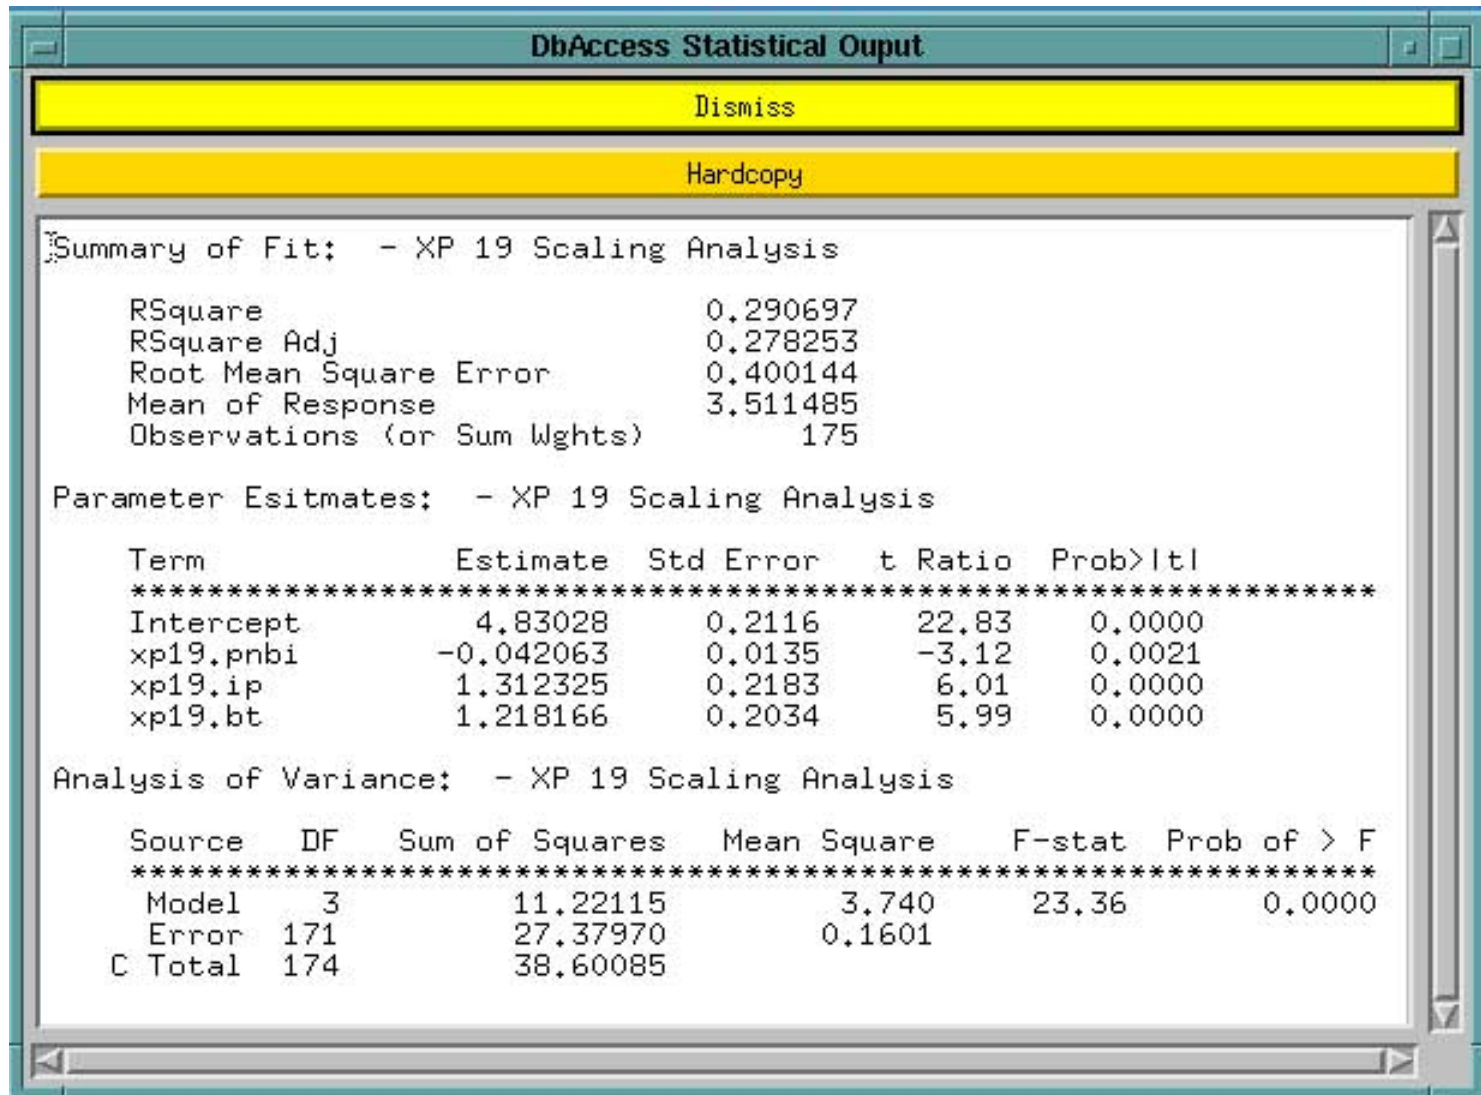 DbAccess Statistical Ouput
Dismiss
Hardcopy
Summary of Fit:  - XP 19 Scaling Analysis
RSquare 0.290697
RSquare Adj 0.278253
Root Mean Square Error 0.400144
Mean of Response 3.511485
Observations (or Sum Wghts) 175
Parameter Esitmates:  - XP 19 Scaling Analysis
Term Estimate Std Error t Ratio Prob>|t|
*****************************************************************
Intercept 4.83028 0.2116 22.83 0.0000
xp19.pnbi -0.042063 0.0135 -3.12 0.0021
xp19.ip 1.312325 0.2183 6.01 0.0000
xp19.bt 1.218166 0.2034 5.99 0.0000
Analysis of Variance:  - XP 19 Scaling Analysis
Source DF Sum of Squares Mean Square F-stat Prob of > F
*****************************************************************
Model 3 11.22115 3.740 23.36 0.0000
Error 171 27.37970 0.1601
C Total 174 38.60085